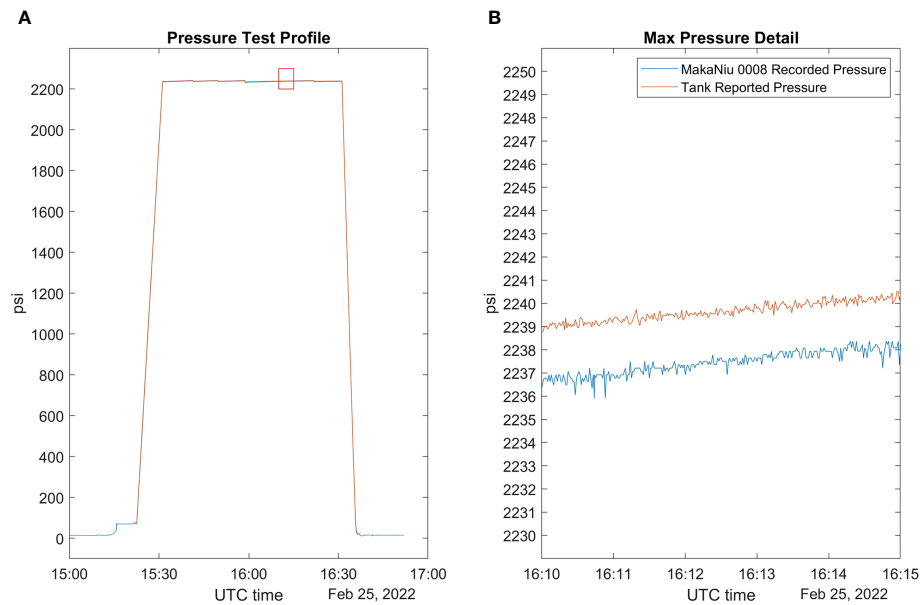 A
Pressure Test Profile
psi
2200
2000
1800
1600
1400
1200
1000
800
600
400
200
0
15:00 15:30 16:00 16:30 17:00
UTC time
Feb 25, 2022
B
Max Pressure Detail
MakaNiu 0008 Recorded Pressure
Tank Reported Pressure
psi
2250
2249
2248
2247
2246
2245
2244
2243
2242
2241
2240
2239
2238
2237
2236
2235
2234
2233
2232
2231
2230
16:10 16:11 16:12 16:13 16:14 16:15
UTC time
Feb 25, 2022